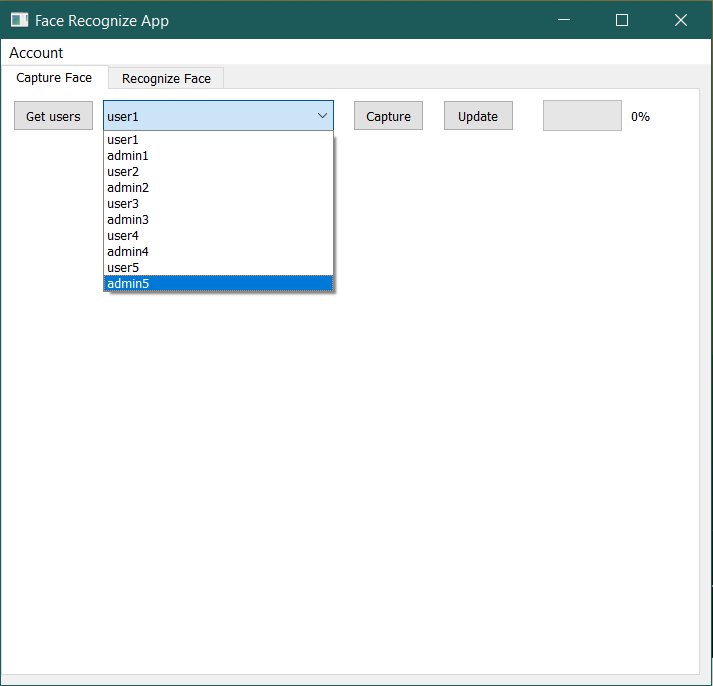 Face Recognize App
Account
Capture Face Recognize Face
Get users user1 Capture Update 0%
user1
admin1
user2
admin2
user3
admin3
user4
admin4
user5
admin5